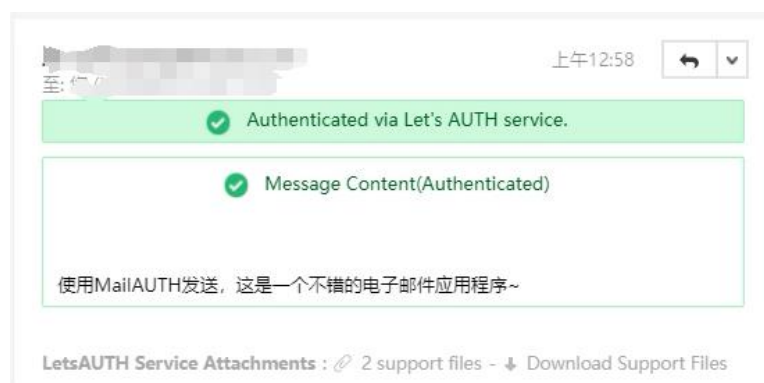 上午12:58
至:
Authenticated via Let's AUTH service.
Message Content(Authenticated)
使用MailAUTH发送，这是一个不错的电子邮件应用程序~
LetsAUTH Service Attachments : 2 support files - Download Support Files